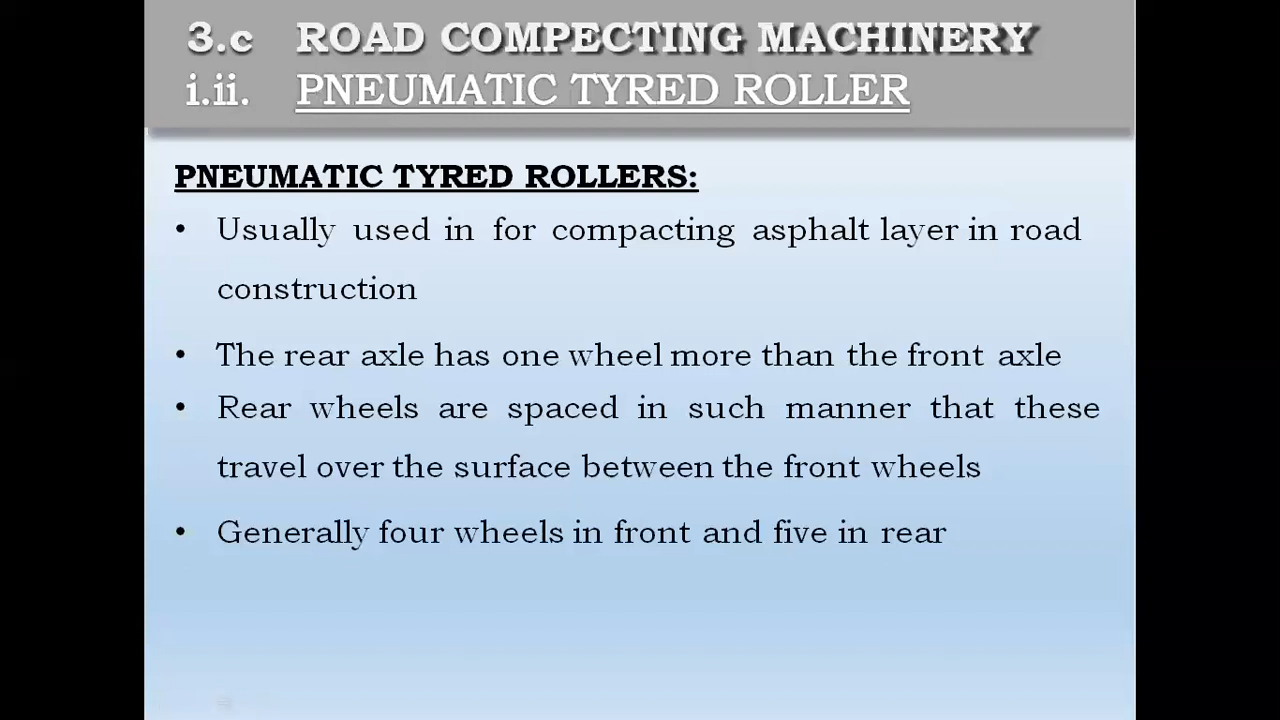 3.c ROAD COMPECTING MACHINERY
i.ii. PNEUMATIC TYRED ROLLER
PNEUMATIC TYRED ROLLERS:
• Usually used in for compacting asphalt layer in road
construction
• The rear axle has one wheel more than the front axle
• Rear wheels are spaced in such manner that these
travel over the surface between the front wheels
• Generally four wheels in front and five in rear